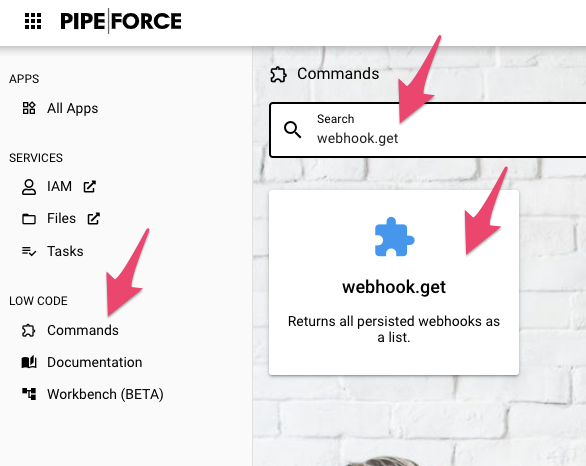 PIPE|FORCE
APPS
All Apps
SERVICES
IAM
Files
Tasks
LOW CODE
Commands
Documentation
Workbench (BETA)
Commands
Search
webhook.get
webhook.get
Returns all persisted webhooks as
a list.